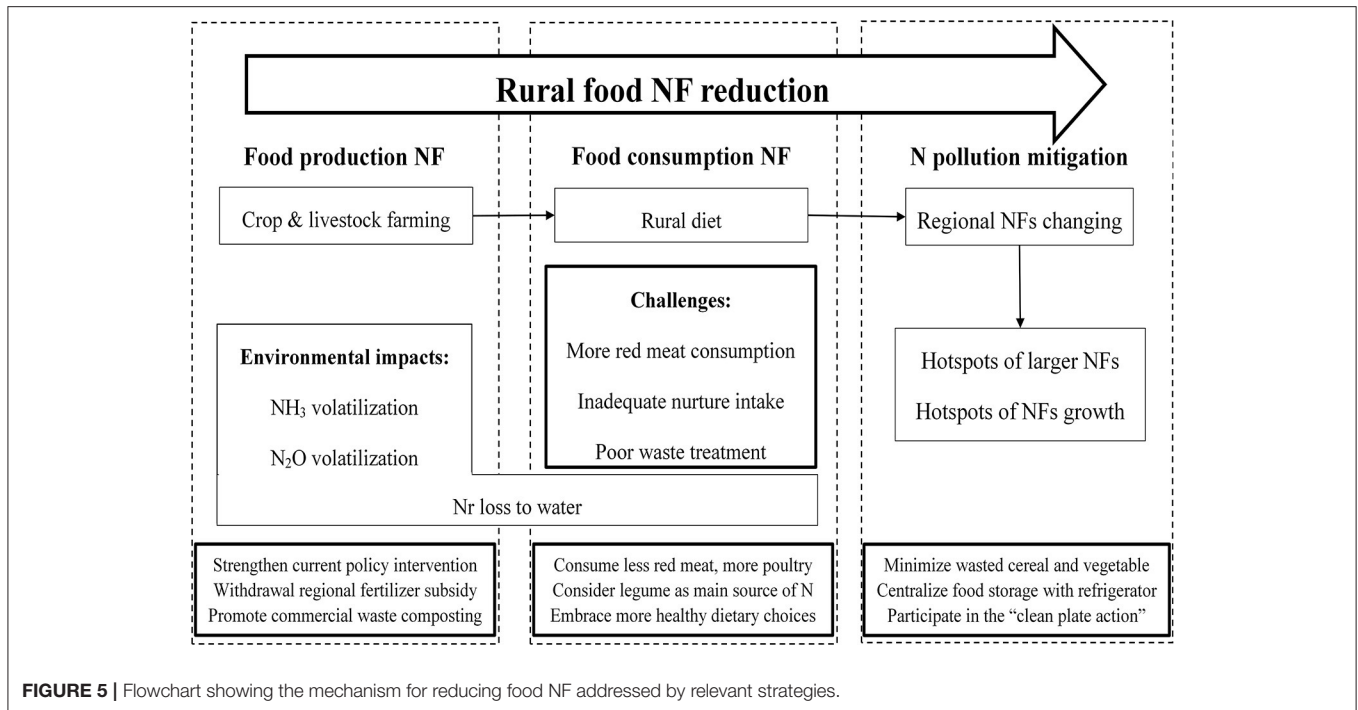 Rural food NF reduction
Food production NF
Food consumption NF
N pollution mitigation
Crop & livestock farming
Rural diet
Regional NFs changing
Environmental impacts:
NH₃ volatilization
N₂O volatilization
Challenges:
More red meat consumption
Inadequate nurture intake
Poor waste treatment
Hotspots of larger NFs
Hotspots of NFs growth
Nr loss to water
Strengthen current policy intervention
Withdrawal regional fertilizer subsidy
Promote commercial waste composting
Consume less red meat, more poultry
Consider legume as main source of N
Embrace more healthy dietary choices
Minimize wasted cereal and vegetable
Centralize food storage with refrigerator
Participate in the “clean plate action”
FIGURE 5 | Flowchart showing the mechanism for reducing food NF addressed by relevant strategies.